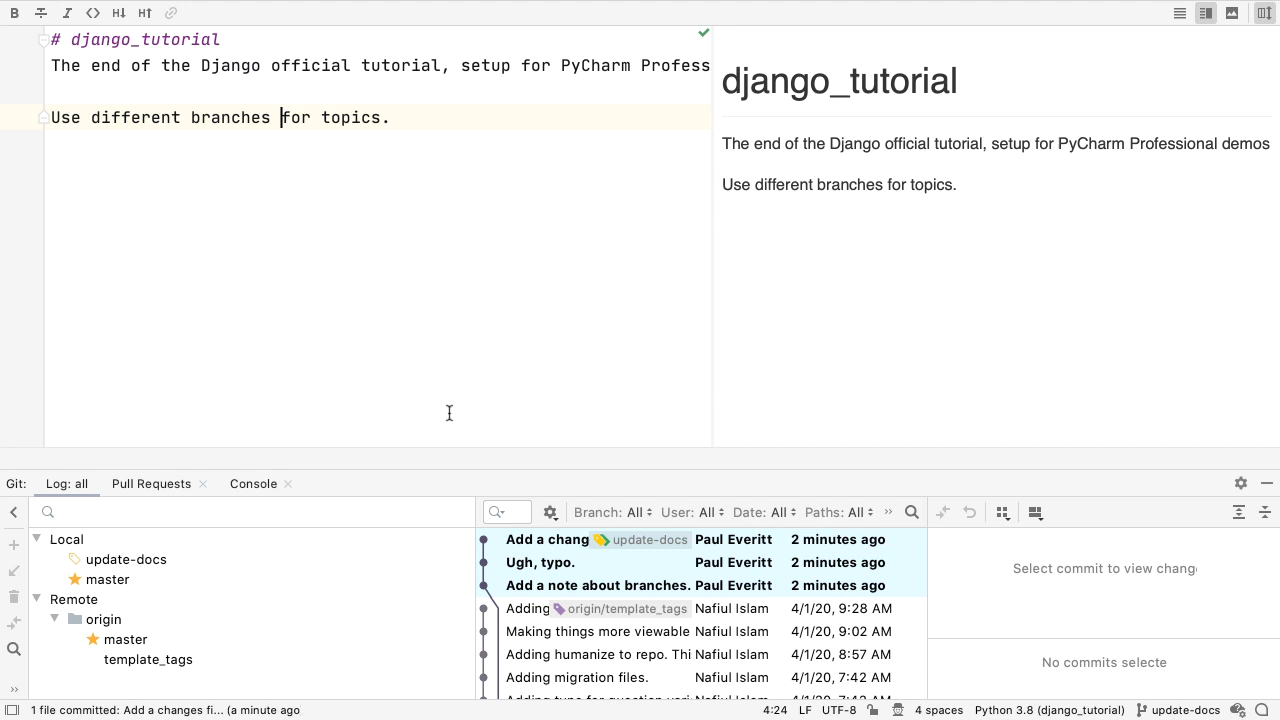 # django_tutorial
The end of the Django official tutorial, setup for PyCharm Profess
Use different branches for topics.
django_tutorial
The end of the Django official tutorial, setup for PyCharm Professional demos
Use different branches for topics.
Git: Log: all Pull Requests Console
Branch: All User: All Date: All Paths: All
Local
update-docs
master
Remote
origin
master
template_tags
Add a chang update-docs Paul Everitt 2 minutes ago
Ugh, typo. Paul Everitt 2 minutes ago
Add a note about branches. Paul Everitt 2 minutes ago
Adding origin/template_tags Nafiul Islam 4/1/20, 9:28 AM
Making things more viewable Nafiul Islam 4/1/20, 9:02 AM
Adding humanize to repo. Thi Nafiul Islam 4/1/20, 8:57 AM
Adding migration files. Nafiul Islam 4/1/20, 7:42 AM
Select commit to view chang
No commits selecte
1 file committed: Add a changes fi... (a minute ago
4:24 LF UTF-8 4 spaces Python 3.8 (django_tutorial) update-docs